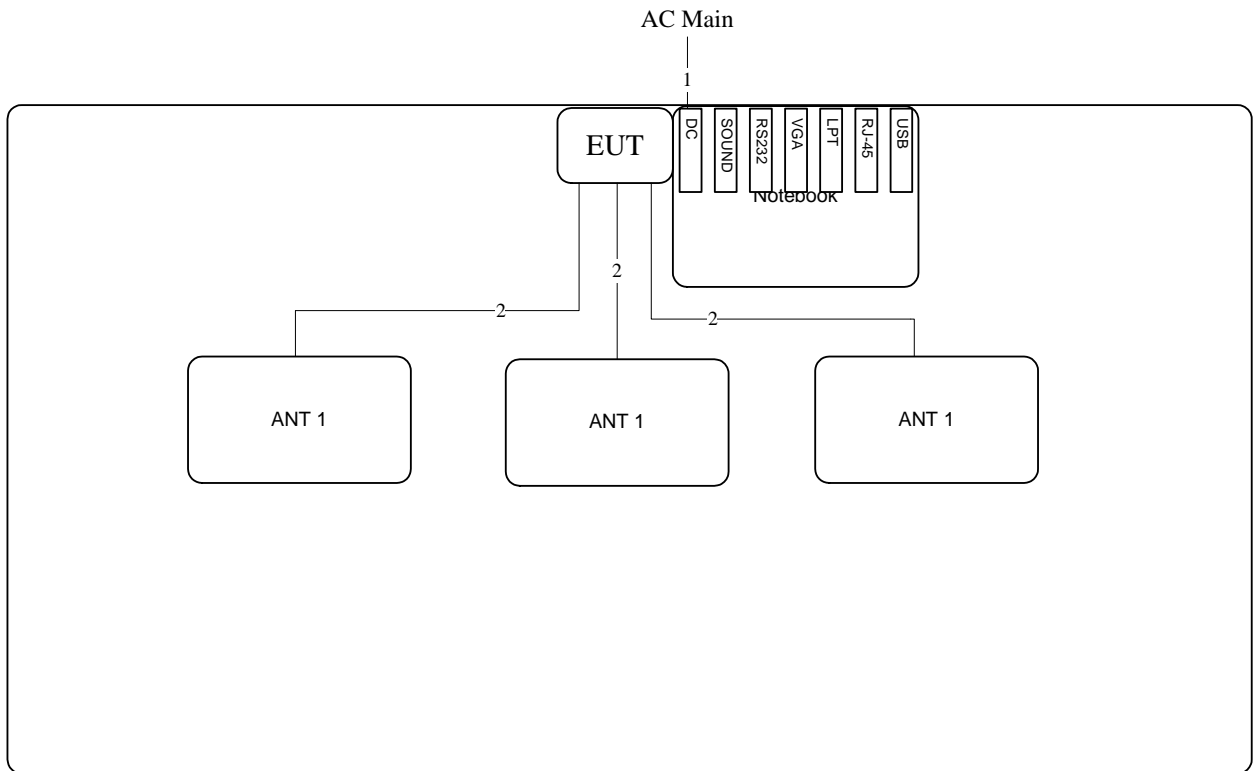 AC Main
1
EUT
DC
SOUND
RS232
VGA
LPT
RJ-45
USB
Notebook
2
2
2
ANT 1
ANT 1
ANT 1